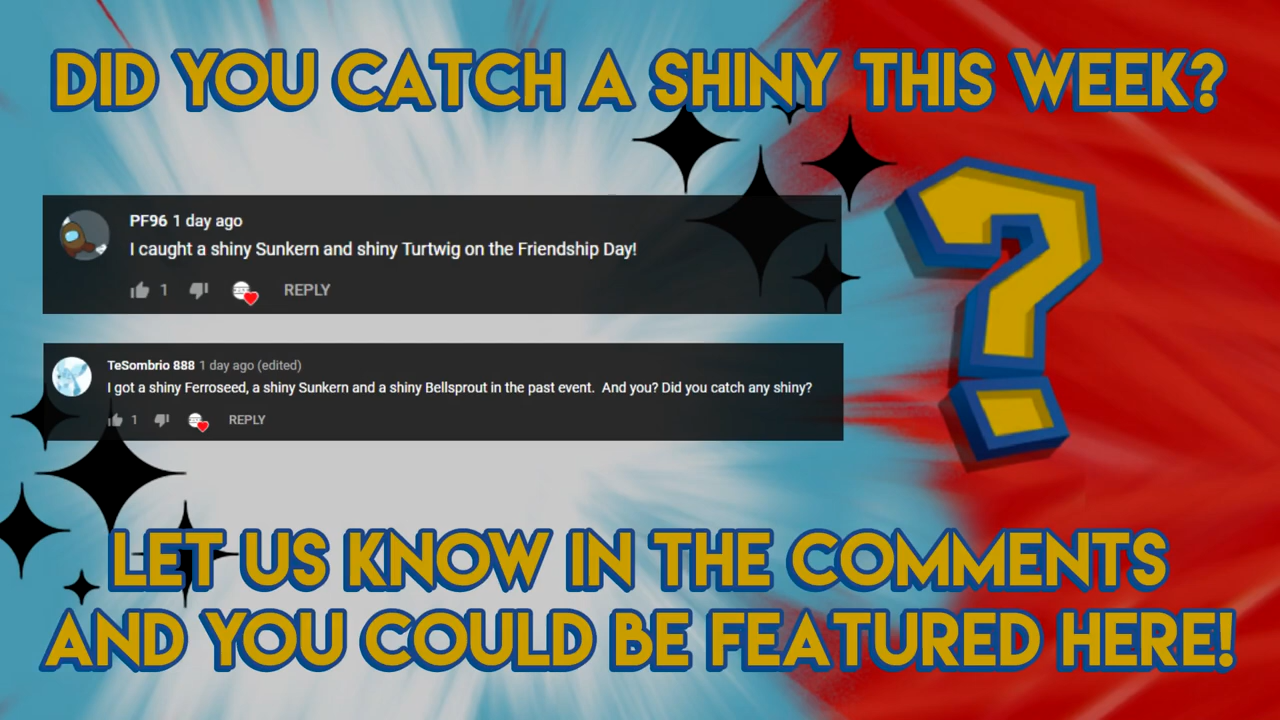 DID YOU CATCH A SHINY THIS WEEK?
PF96 1 day ago
I caught a shiny Sunkern and shiny Turtwig on the Friendship Day!
1 REPLY
TeSombrio 888 1 day ago (edited)
I got a shiny Ferroseed, a shiny Sunkern and a shiny Bellsprout in the past event.  And you? Did you catch any shiny?
1 REPLY
?
LET US KNOW IN THE COMMENTS
AND YOU COULD BE FEATURED HERE!